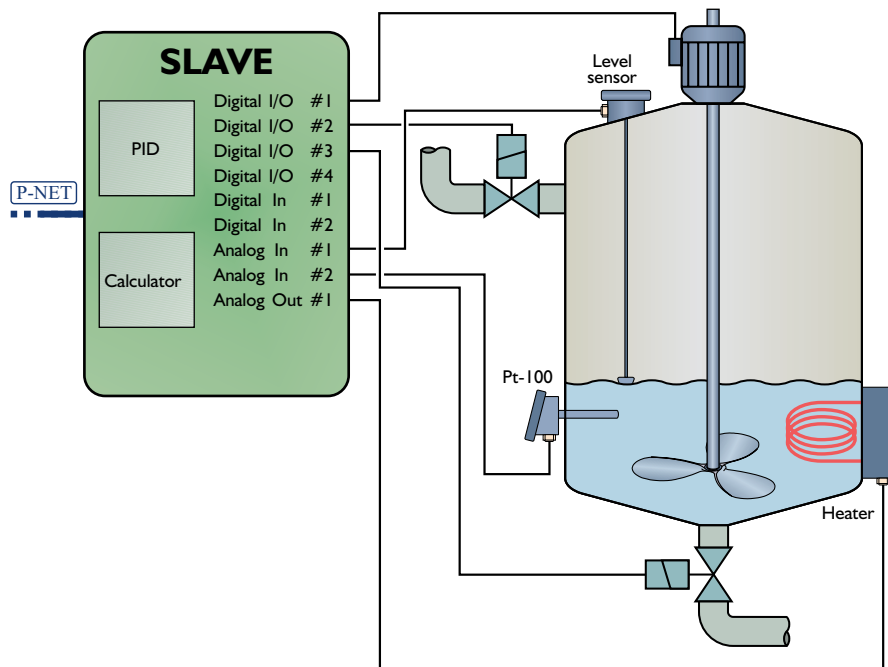 SLAVE
PID
Calculator
Digital I/O #1
Digital I/O #2
Digital I/O #3
Digital I/O #4
Digital In #1
Digital In #2
Analog In #1
Analog In #2
Analog Out #1
P-NET
Level
sensor
Pt-100
Heater